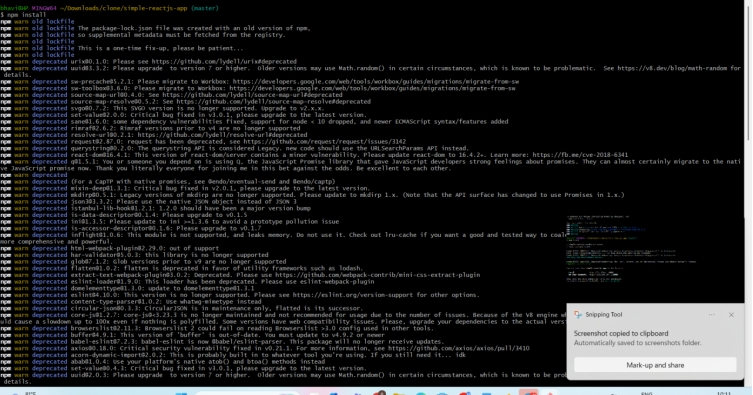 bhavi@HP MINGW64 ~/Downloads/clone/simple-reactjs-app (master)
$ npm install
npm warn old lockfile
npm warn old lockfile The package-lock.json file was created with an old version of npm,
npm warn old lockfile so supplemental metadata must be fetched from the registry.
npm warn old lockfile
npm warn old lockfile This is a one-time fix-up, please be patient...
npm warn old lockfile
npm warn deprecated urix@0.1.0: Please see https://github.com/lydell/urix#deprecated
npm warn deprecated uuid@3.3.2: Please upgrade  to version 7 or higher.  Older versions may use Math.random() in certain circumstances, which is known to be problematic.  See https://v8.dev/blog/math-random for
 details.
npm warn deprecated sw-precache@5.2.1: Please migrate to Workbox: https://developers.google.com/web/tools/workbox/guides/migrations/migrate-from-sw
npm warn deprecated sw-toolbox@3.6.0: Please migrate to Workbox: https://developers.google.com/web/tools/workbox/guides/migrations/migrate-from-sw
npm warn deprecated source-map-url@0.4.0: See https://github.com/lydell/source-map-url#deprecated
npm warn deprecated source-map-resolve@0.5.2: See https://github.com/lydell/source-map-resolve#deprecated
npm warn deprecated svgo@0.7.2: This SVGO version is no longer supported. Upgrade to v2.x.x.
npm warn deprecated set-value@2.0.0: Critical bug fixed in v3.0.1, please upgrade to the latest version.
npm warn deprecated sane@1.6.0: some dependency vulnerabilities fixed, support for node < 10 dropped, and newer ECMAScript syntax/features added
npm warn deprecated rimraf@2.6.2: Rimraf versions prior to v4 are no longer supported
npm warn deprecated resolve-url@0.2.1: https://github.com/lydell/resolve-url#deprecated
npm warn deprecated request@2.87.0: request has been deprecated, see https://github.com/request/request/issues/3142
npm warn deprecated querystring@0.2.0: The querystring API is considered Legacy. new code should use the URLSearchParams API instead.
npm warn deprecated react-dom@16.4.1: This version of react-dom/server contains a minor vulnerability. Please update react-dom to 16.4.2+. Learn more: https://fb.me/cve-2018-6341
npm warn deprecated q@1.5.1: You or someone you depend on is using Q, the JavaScript Promise library that gave JavaScript developers strong feelings about promises. They can almost certainly migrate to the nati
ve JavaScript promise now. Thank you literally everyone for joining me in this bet against the odds. Be excellent to each other.
npm warn deprecated
npm warn deprecated (For a CapTP with native promises, see @endo/eventual-send and @endo/captp)
npm warn deprecated mixin-deep@1.3.1: Critical bug fixed in v2.0.1, please upgrade to the latest version.
npm warn deprecated mkdirp@0.5.1: Legacy versions of mkdirp are no longer supported. Please update to mkdirp 1.x. (Note that the API surface has changed to use Promises in 1.x.)
npm warn deprecated json3@3.3.2: Please use the native JSON object instead of JSON 3
npm warn deprecated istanbul-lib-hook@1.2.1: 1.2.0 should have been a major version bump
npm warn deprecated is-data-descriptor@0.1.4: Please upgrade to v0.1.5
npm warn deprecated ini@1.3.5: Please update to ini >=1.3.6 to avoid a prototype pollution issue
npm warn deprecated is-accessor-descriptor@0.1.6: Please upgrade to v0.1.7
npm warn deprecated inflight@1.0.6: This module is not supported, and leaks memory. Do not use it. Check out lru-cache if you want a good and tested way to coal
more comprehensive and powerful.
npm warn deprecated html-webpack-plugin@2.29.0: out of support
npm warn deprecated har-validator@5.0.3: this library is no longer supported
npm warn deprecated glob@7.1.2: Glob versions prior to v9 are no longer supported
npm warn deprecated flatten@1.0.2: flatten is deprecated in favor of utility frameworks such as lodash.
npm warn deprecated extract-text-webpack-plugin@3.0.2: Deprecated. Please use https://github.com/webpack-contrib/mini-css-extract-plugin
npm warn deprecated eslint-loader@1.9.0: This loader has been deprecated. Please use eslint-webpack-plugin
npm warn deprecated domelementtype@1.3.0: update to domelementtype@1.3.1
npm warn deprecated eslint@4.10.0: This version is no longer supported. Please see https://eslint.org/version-support for other options.
npm warn deprecated content-type-parser@1.0.2: Use whatwg-mimetype instead
npm warn deprecated circular-json@0.3.3: CircularJSON is in maintenance only, flatted is its successor.
npm warn deprecated core-js@1.2.7: core-js@<3.23.3 is no longer maintained and not recommended for usage due to the number of issues. Because of the V8 engine w
uld cause a slowdown up to 100x even if nothing is polyfilled. Some versions have web compatibility issues. Please, upgrade your dependencies to the actual versi
npm warn deprecated browserslist@2.11.3: Browserslist 2 could fail on reading Browserslist >3.0 config used in other tools.
npm warn deprecated buffer@4.9.1: This version of 'buffer' is out-of-date. You must update to v4.9.2 or newer
npm warn deprecated babel-eslint@7.2.3: babel-eslint is now @babel/eslint-parser. This package will no longer receive updates.
npm warn deprecated axios@0.18.0: Critical security vulnerability fixed in v0.21.1. For more information, see https://github.com/axios/axios/pull/3410
npm warn deprecated acorn-dynamic-import@2.0.2: This is probably built in to whatever tool you're using. If you still need it... idk
npm warn deprecated abab@1.0.4: Use your platform's native atob() and btoa() methods instead
npm warn deprecated set-value@0.4.3: Critical bug fixed in v3.0.1, please upgrade to the latest version.
npm warn deprecated uuid@2.0.3: Please upgrade  to version 7 or higher.  Older versions may use Math.random() in certain circumstances, which is known to be prob
 details.
Snipping Tool
Screenshot copied to clipboard
Automatically saved to screenshots folder.
Mark-up and share
81°F
ENG
10:11